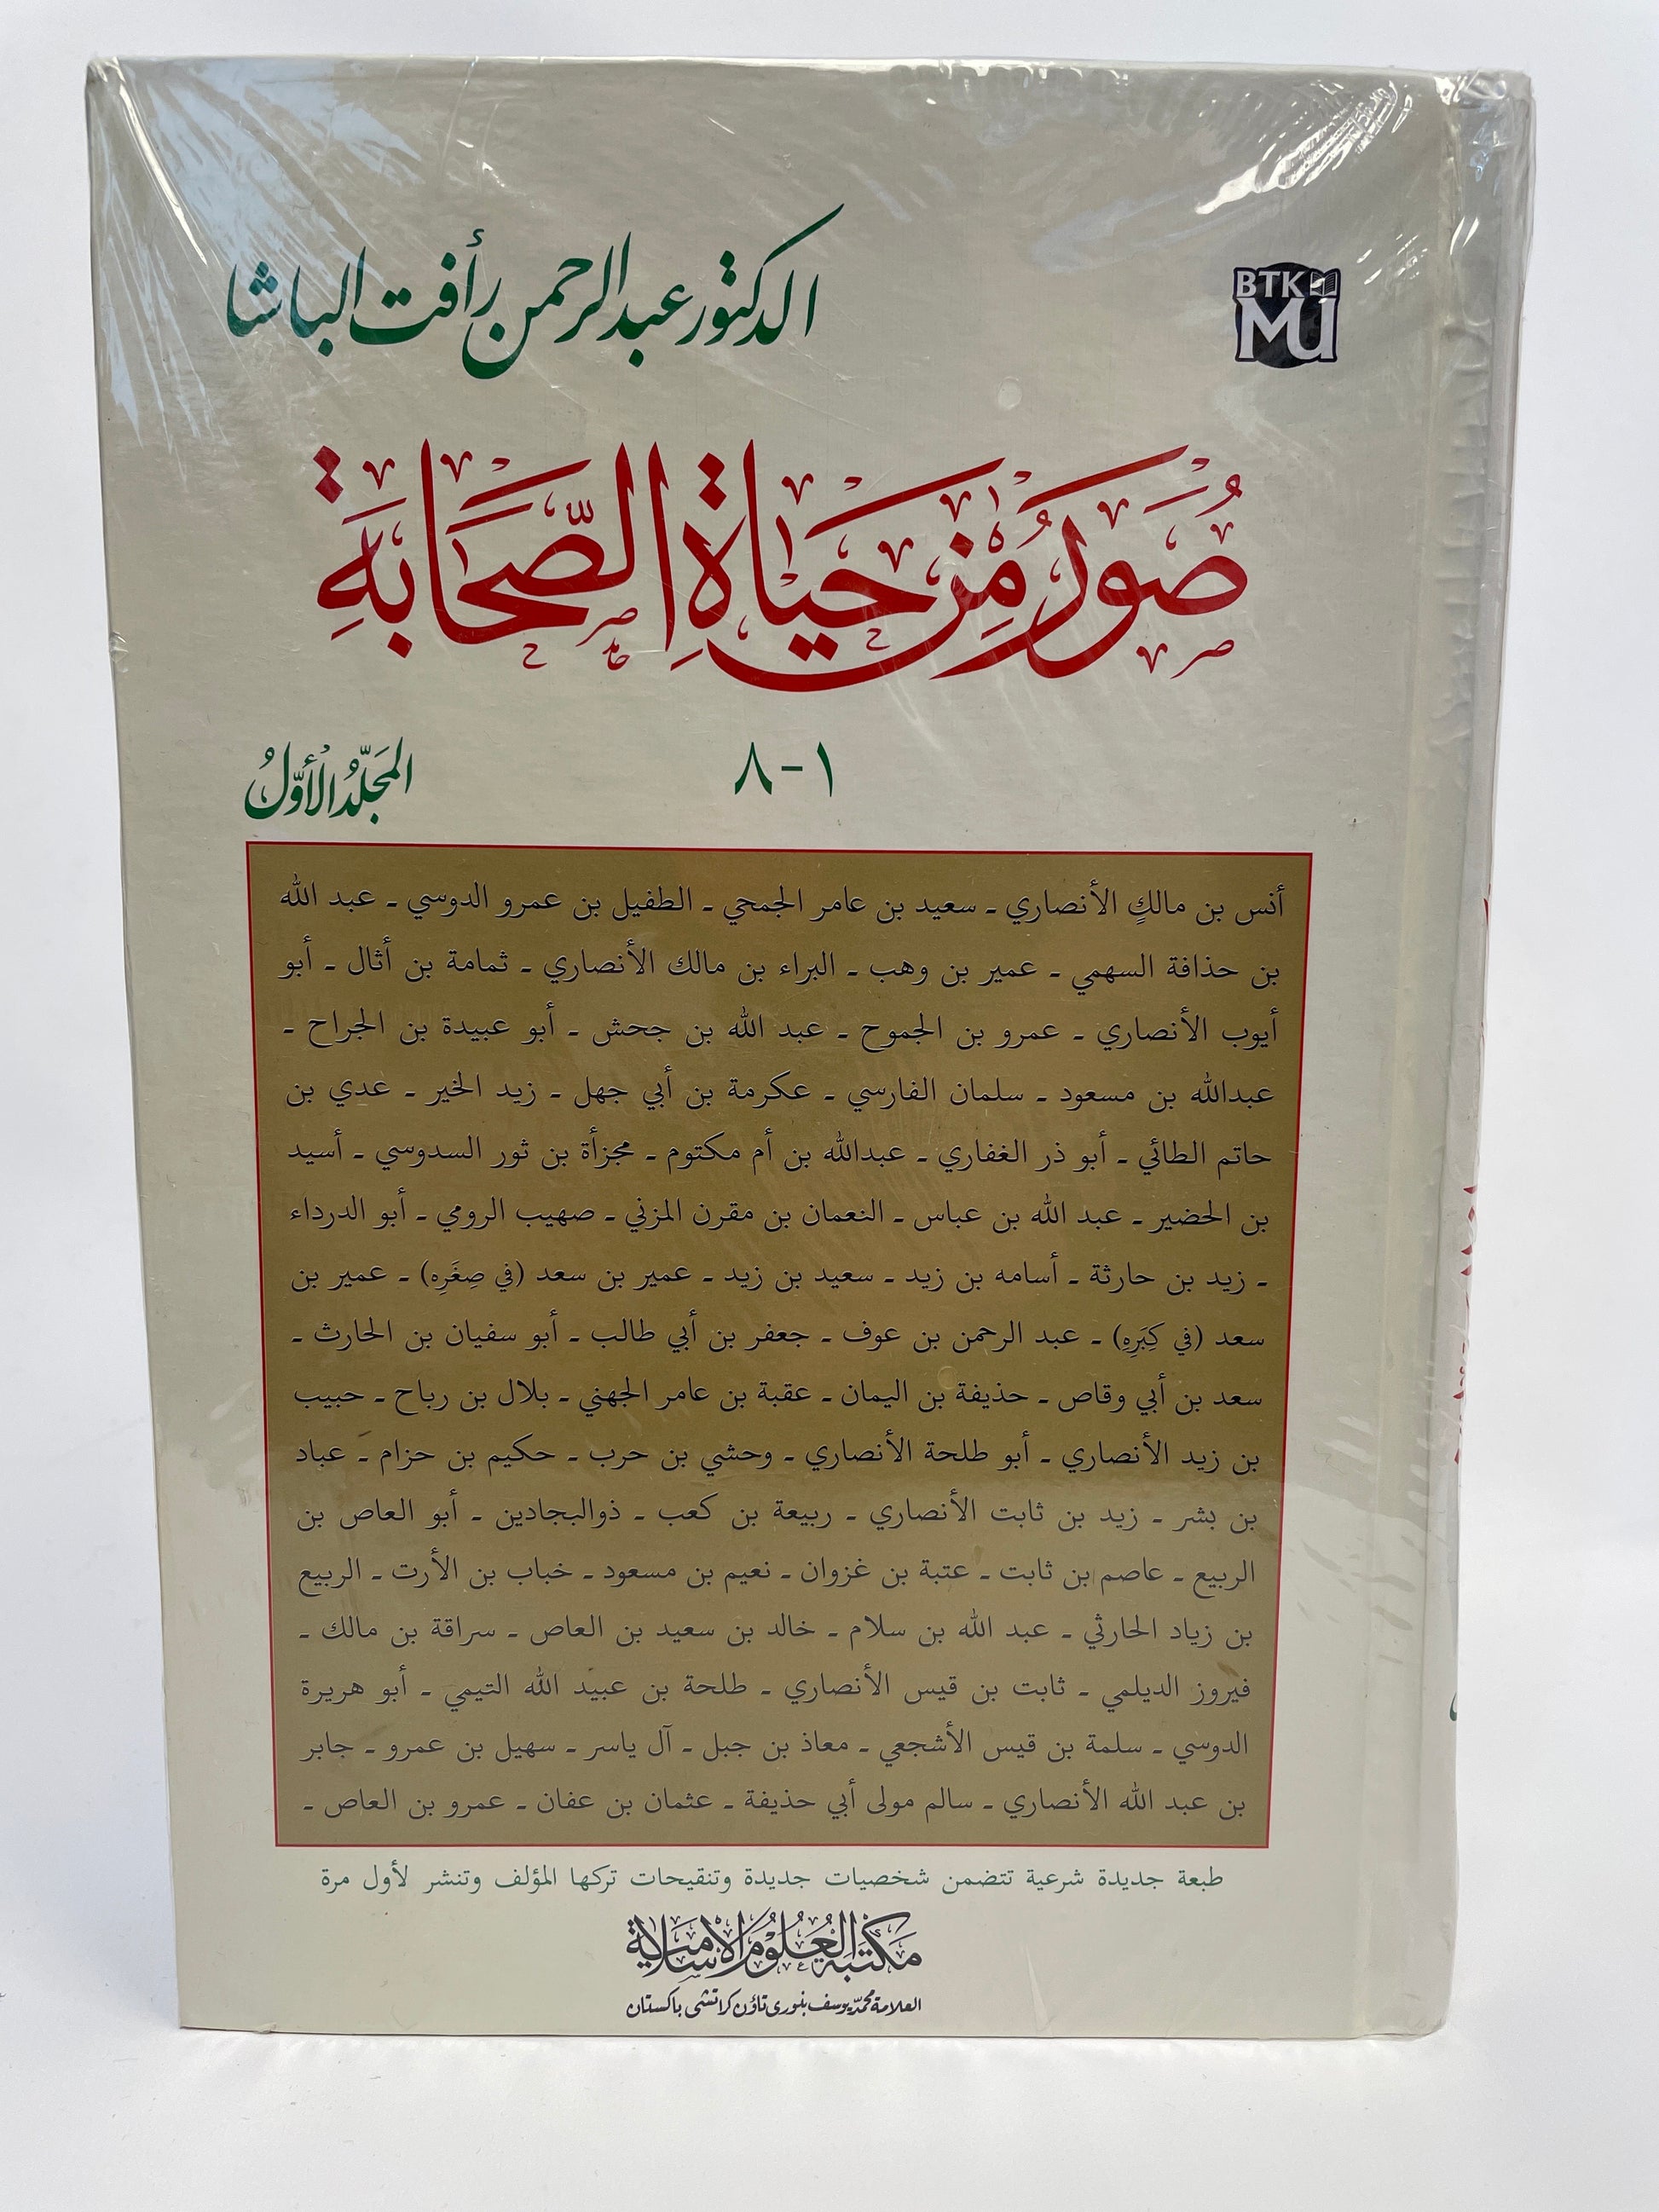 الدكتور عبد الرحمن رأفت الباشا
BTK
MU
صُوَرٌ مِنْ حَيَاةِ الصَّحَابَةِ
١-٨
المجَلَّدُ الأَوَّلُ
أنس بن مالكٍ الأنصاري ـ سعيد بن عامر الجمحي ـ الطفيل بن عمرو الدوسي ـ عبد الله
بن حذافة السهمي ـ عمير بن وهب ـ البراء بن مالك الأنصاري ـ ثمامة بن أثال ـ أبو
أيوب الأنصاري ـ عمرو بن الجموح ـ عبد الله بن جحش ـ أبو عبيدة بن الجراح ـ
عبدالله بن مسعود ـ سلمان الفارسي ـ عكرمة بن أبي جهل ـ زيد الخير ـ عدي بن
حاتم الطائي ـ أبو ذر الغفاري ـ عبدالله بن أم مكتوم ـ مجزأة بن ثور السدوسي ـ أسيد
بن الحضير ـ عبد الله بن عباس ـ النعمان بن مقرن المزني ـ صهيب الرومي ـ أبو الدرداء
ـ زيد بن حارثة ـ أسامه بن زيد ـ سعيد بن زيد ـ عمير بن سعد (في صِغَرِه) ـ عمير بن
سعد (في كِبَرِهِ) ـ عبد الرحمن بن عوف ـ جعفر بن أبي طالب ـ أبو سفيان بن الحارث ـ
سعد بن أبي وقاص ـ حذيفة بن اليمان ـ عقبة بن عامر الجهني ـ بلال بن رباح ـ حبيب
بن زيد الأنصاري ـ أبو طلحة الأنصاري ـ وحشي بن حرب ـ حكيم بن حزام ـ عباد
بن بشر ـ زيد بن ثابت الأنصاري ـ ربيعة بن كعب ـ ذوالبجادين ـ أبو العاص بن
الربيع ـ عاصم بن ثابت ـ عتبة بن غزوان ـ نعيم بن مسعود ـ خباب بن الأرت ـ الربيع
بن زياد الحارثي ـ عبد الله بن سلام ـ خالد بن سعيد بن العاص ـ سراقة بن مالك ـ
فيروز الديلمي ـ ثابت بن قيس الأنصاري ـ طلحة بن عبيد الله التيمي ـ أبو هريرة
الدوسي ـ سلمة بن قيس الأشجعي ـ معاذ بن جبل ـ آل ياسر ـ سهيل بن عمرو ـ جابر
بن عبد الله الأنصاري ـ سالم مولى أبي حذيفة ـ عثمان بن عفان ـ عمرو بن العاص ـ
طبعة جديدة شرعية تتضمن شخصيات جديدة وتنقيحات تركها المؤلف وتنشر لأول مرة
مكتبة العلوم الإسلامية
العلامة محمد يوسف بنوری تاؤن کراتشی باکستان